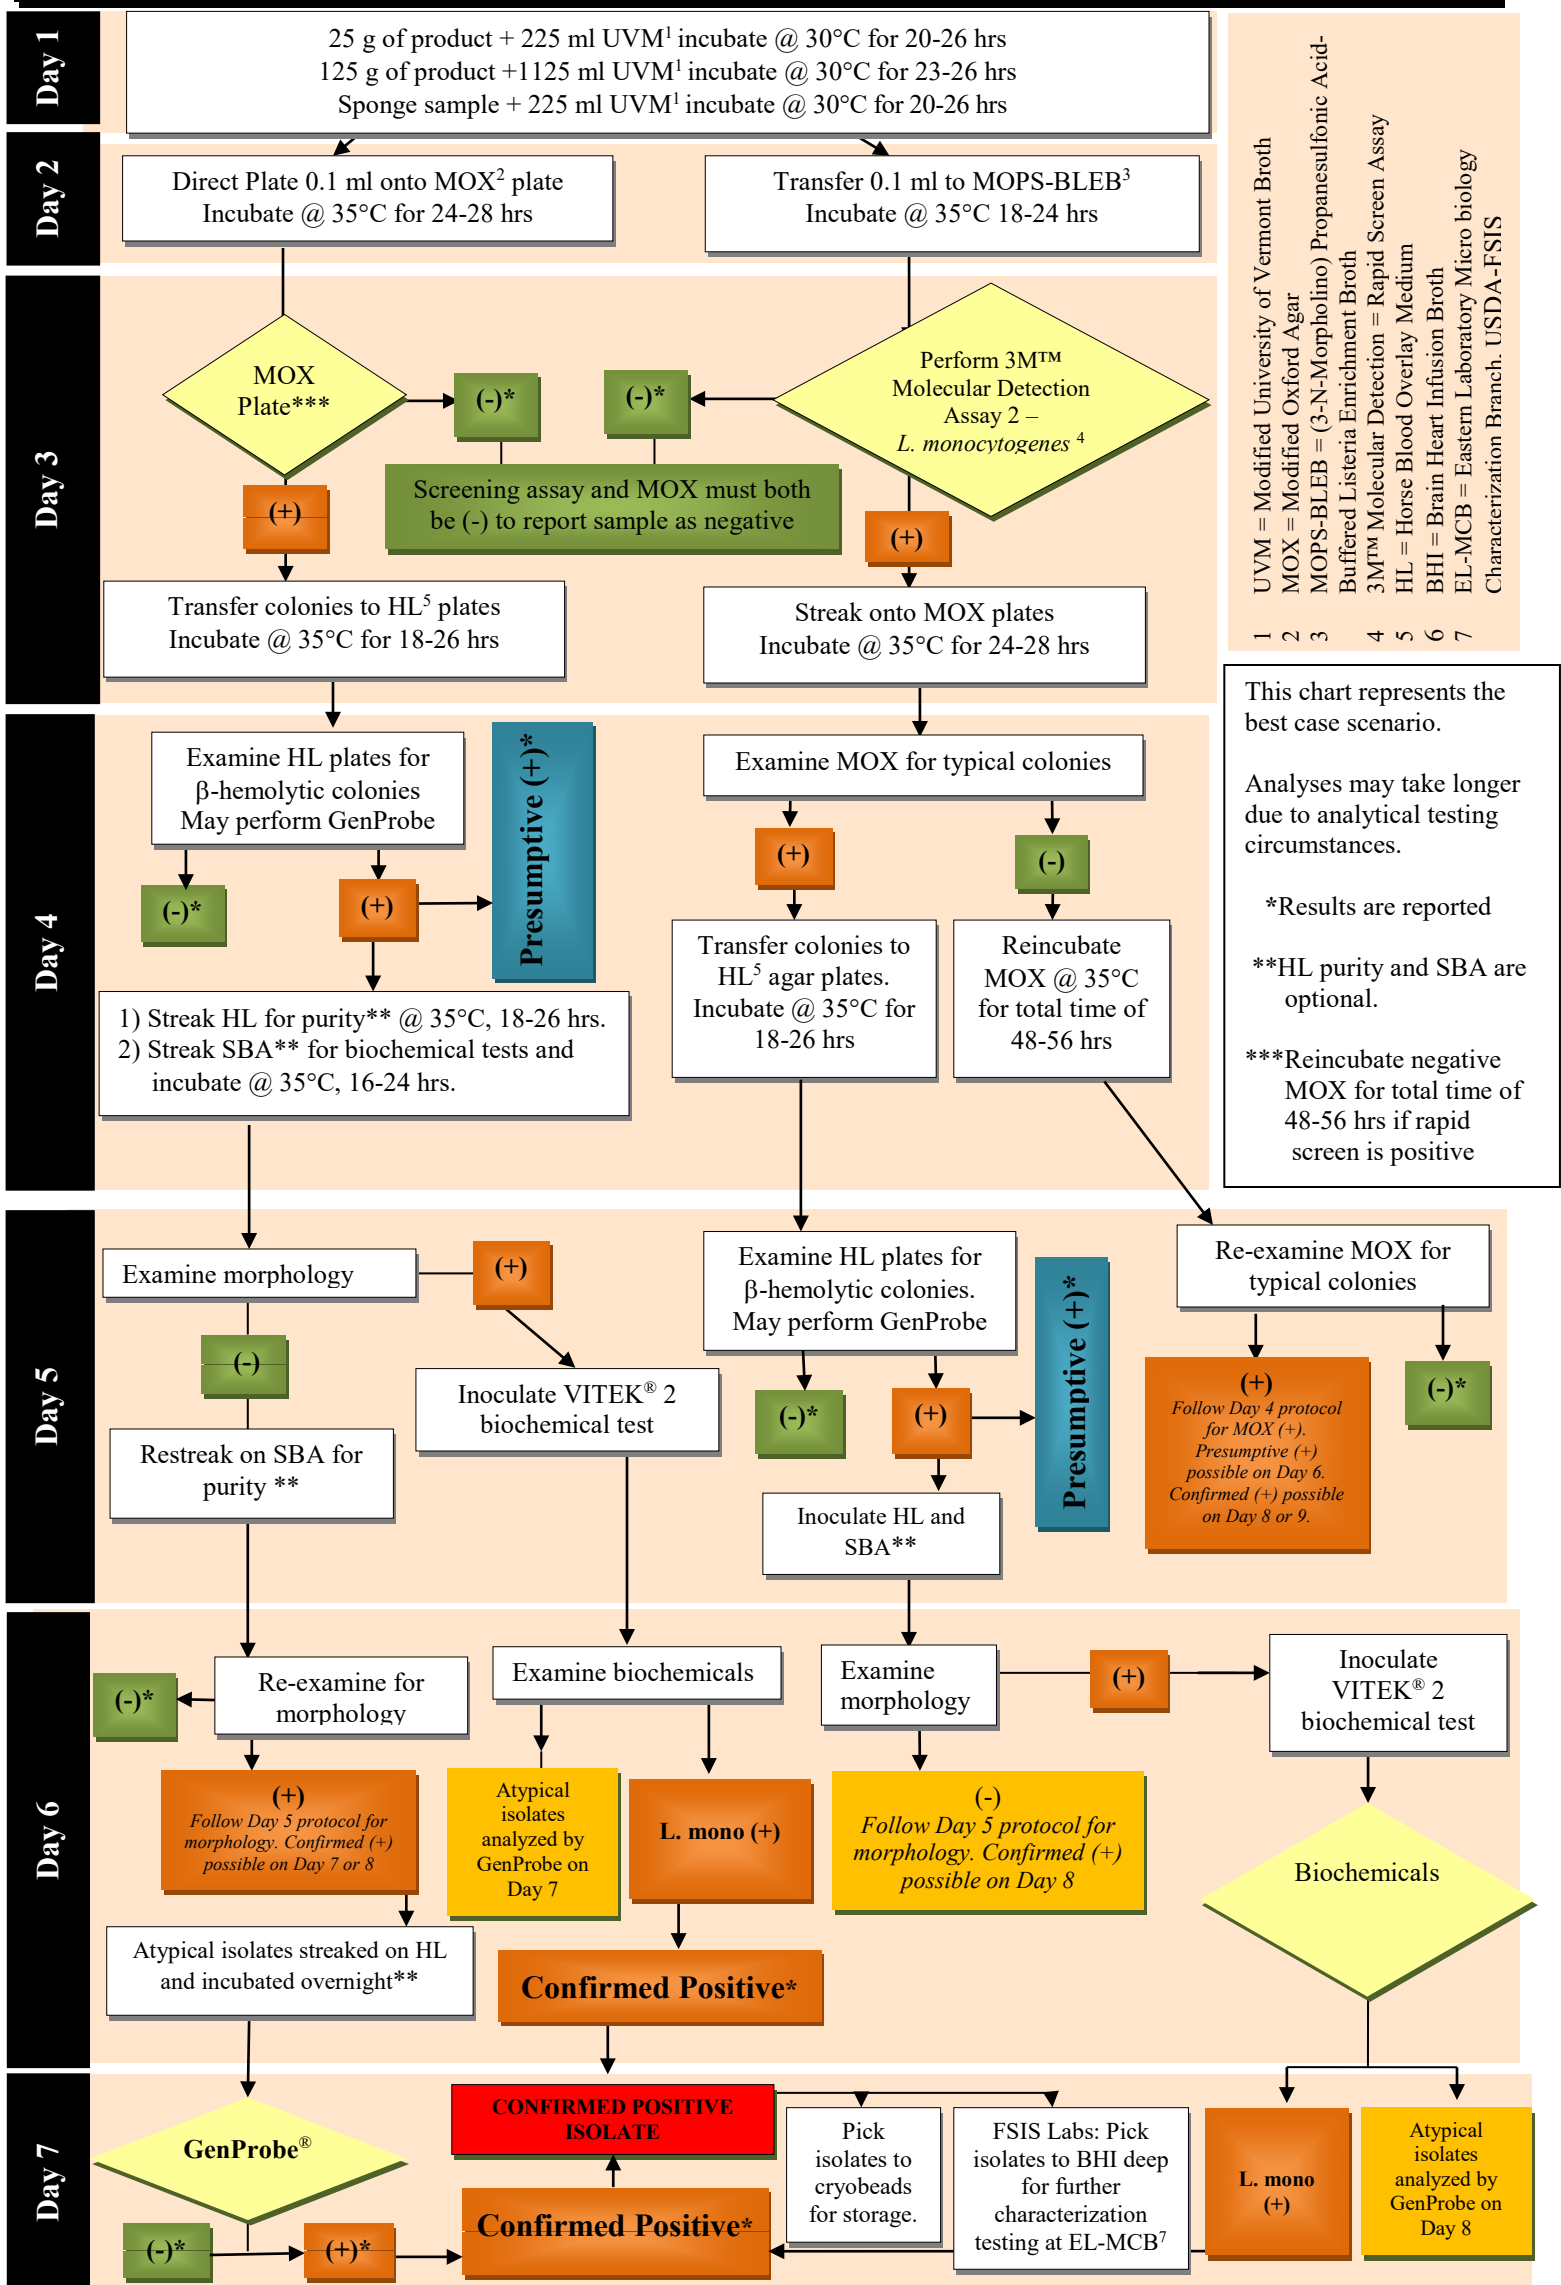 Day 1
25 g of product + 225 ml UVM¹ incubate @ 30°C for 20-26 hrs
125 g of product +1125 ml UVM¹ incubate @ 30°C for 23-26 hrs
Sponge sample + 225 ml UVM¹ incubate @ 30°C for 20-26 hrs
Day 2
Direct Plate 0.1 ml onto MOX² plate
Incubate @ 35°C for 24-28 hrs
Transfer 0.1 ml to MOPS-BLEB³
Incubate @ 35°C 18-24 hrs
1 UVM = Modified University of Vermont Broth
2 MOX = Modified Oxford Agar
3 MOPS-BLEB = (3-N-Morpholino) Propanesulfonic Acid-
Buffered Listeria Enrichment Broth
4 3M™ Molecular Detection = Rapid Screen Assay
5 HL = Horse Blood Overlay Medium
6 BHI = Brain Heart Infusion Broth
7 EL-MCB = Eastern Laboratory Micro biology
Characterization Branch. USDA-FSIS
Day 3
MOX
Plate***
(-)*
(-)*
Perform 3M™
Molecular Detection
Assay 2 –
L. monocytogenes ⁴
Screening assay and MOX must both
be (-) to report sample as negative
(+)
(+)
Transfer colonies to HL⁵ plates
Incubate @ 35°C for 18-26 hrs
Streak onto MOX plates
Incubate @ 35°C for 24-28 hrs
This chart represents the
best case scenario.
Analyses may take longer
due to analytical testing
circumstances.
*Results are reported
**HL purity and SBA are
optional.
***Reincubate negative
MOX for total time of
48-56 hrs if rapid
screen is positive
Day 4
Examine HL plates for
β-hemolytic colonies
May perform GenProbe
Presumptive (+)*
(-)*
(+)
1) Streak HL for purity** @ 35°C, 18-26 hrs.
2) Streak SBA** for biochemical tests and
incubate @ 35°C, 16-24 hrs.
Examine MOX for typical colonies
(+)
(-)
Transfer colonies to
HL⁵ agar plates.
Incubate @ 35°C for
18-26 hrs
Reincubate
MOX @ 35°C
for total time of
48-56 hrs
Day 5
Examine morphology
(+)
(-)
Restreak on SBA for
purity **
Inoculate VITEK® 2
biochemical test
Examine HL plates for
β-hemolytic colonies.
May perform GenProbe
Presumptive (+)*
(-)*
(+)
Inoculate HL and
SBA**
Re-examine MOX for
typical colonies
(+)
Follow Day 4 protocol
for MOX (+).
Presumptive (+)
possible on Day 6.
Confirmed (+) possible
on Day 8 or 9.
(-)*
Day 6
(-)*
Re-examine for
morphology
(+)
Follow Day 5 protocol for
morphology. Confirmed (+)
possible on Day 7 or 8
Atypical isolates streaked on HL
and incubated overnight**
Examine biochemicals
Atypical
isolates
analyzed by
GenProbe on
Day 7
L. mono (+)
Confirmed Positive*
Examine
morphology
(+)
(-)
Follow Day 5 protocol for
morphology. Confirmed (+)
possible on Day 8
Inoculate
VITEK® 2
biochemical test
Biochemicals
Day 7
GenProbe®
(-)*
(+)*
CONFIRMED POSITIVE
ISOLATE
Confirmed Positive*
Pick
isolates to
cryobeads
for storage.
FSIS Labs: Pick
isolates to BHI deep
for further
characterization
testing at EL-MCB⁷
L. mono
(+)
Atypical
isolates
analyzed by
GenProbe on
Day 8